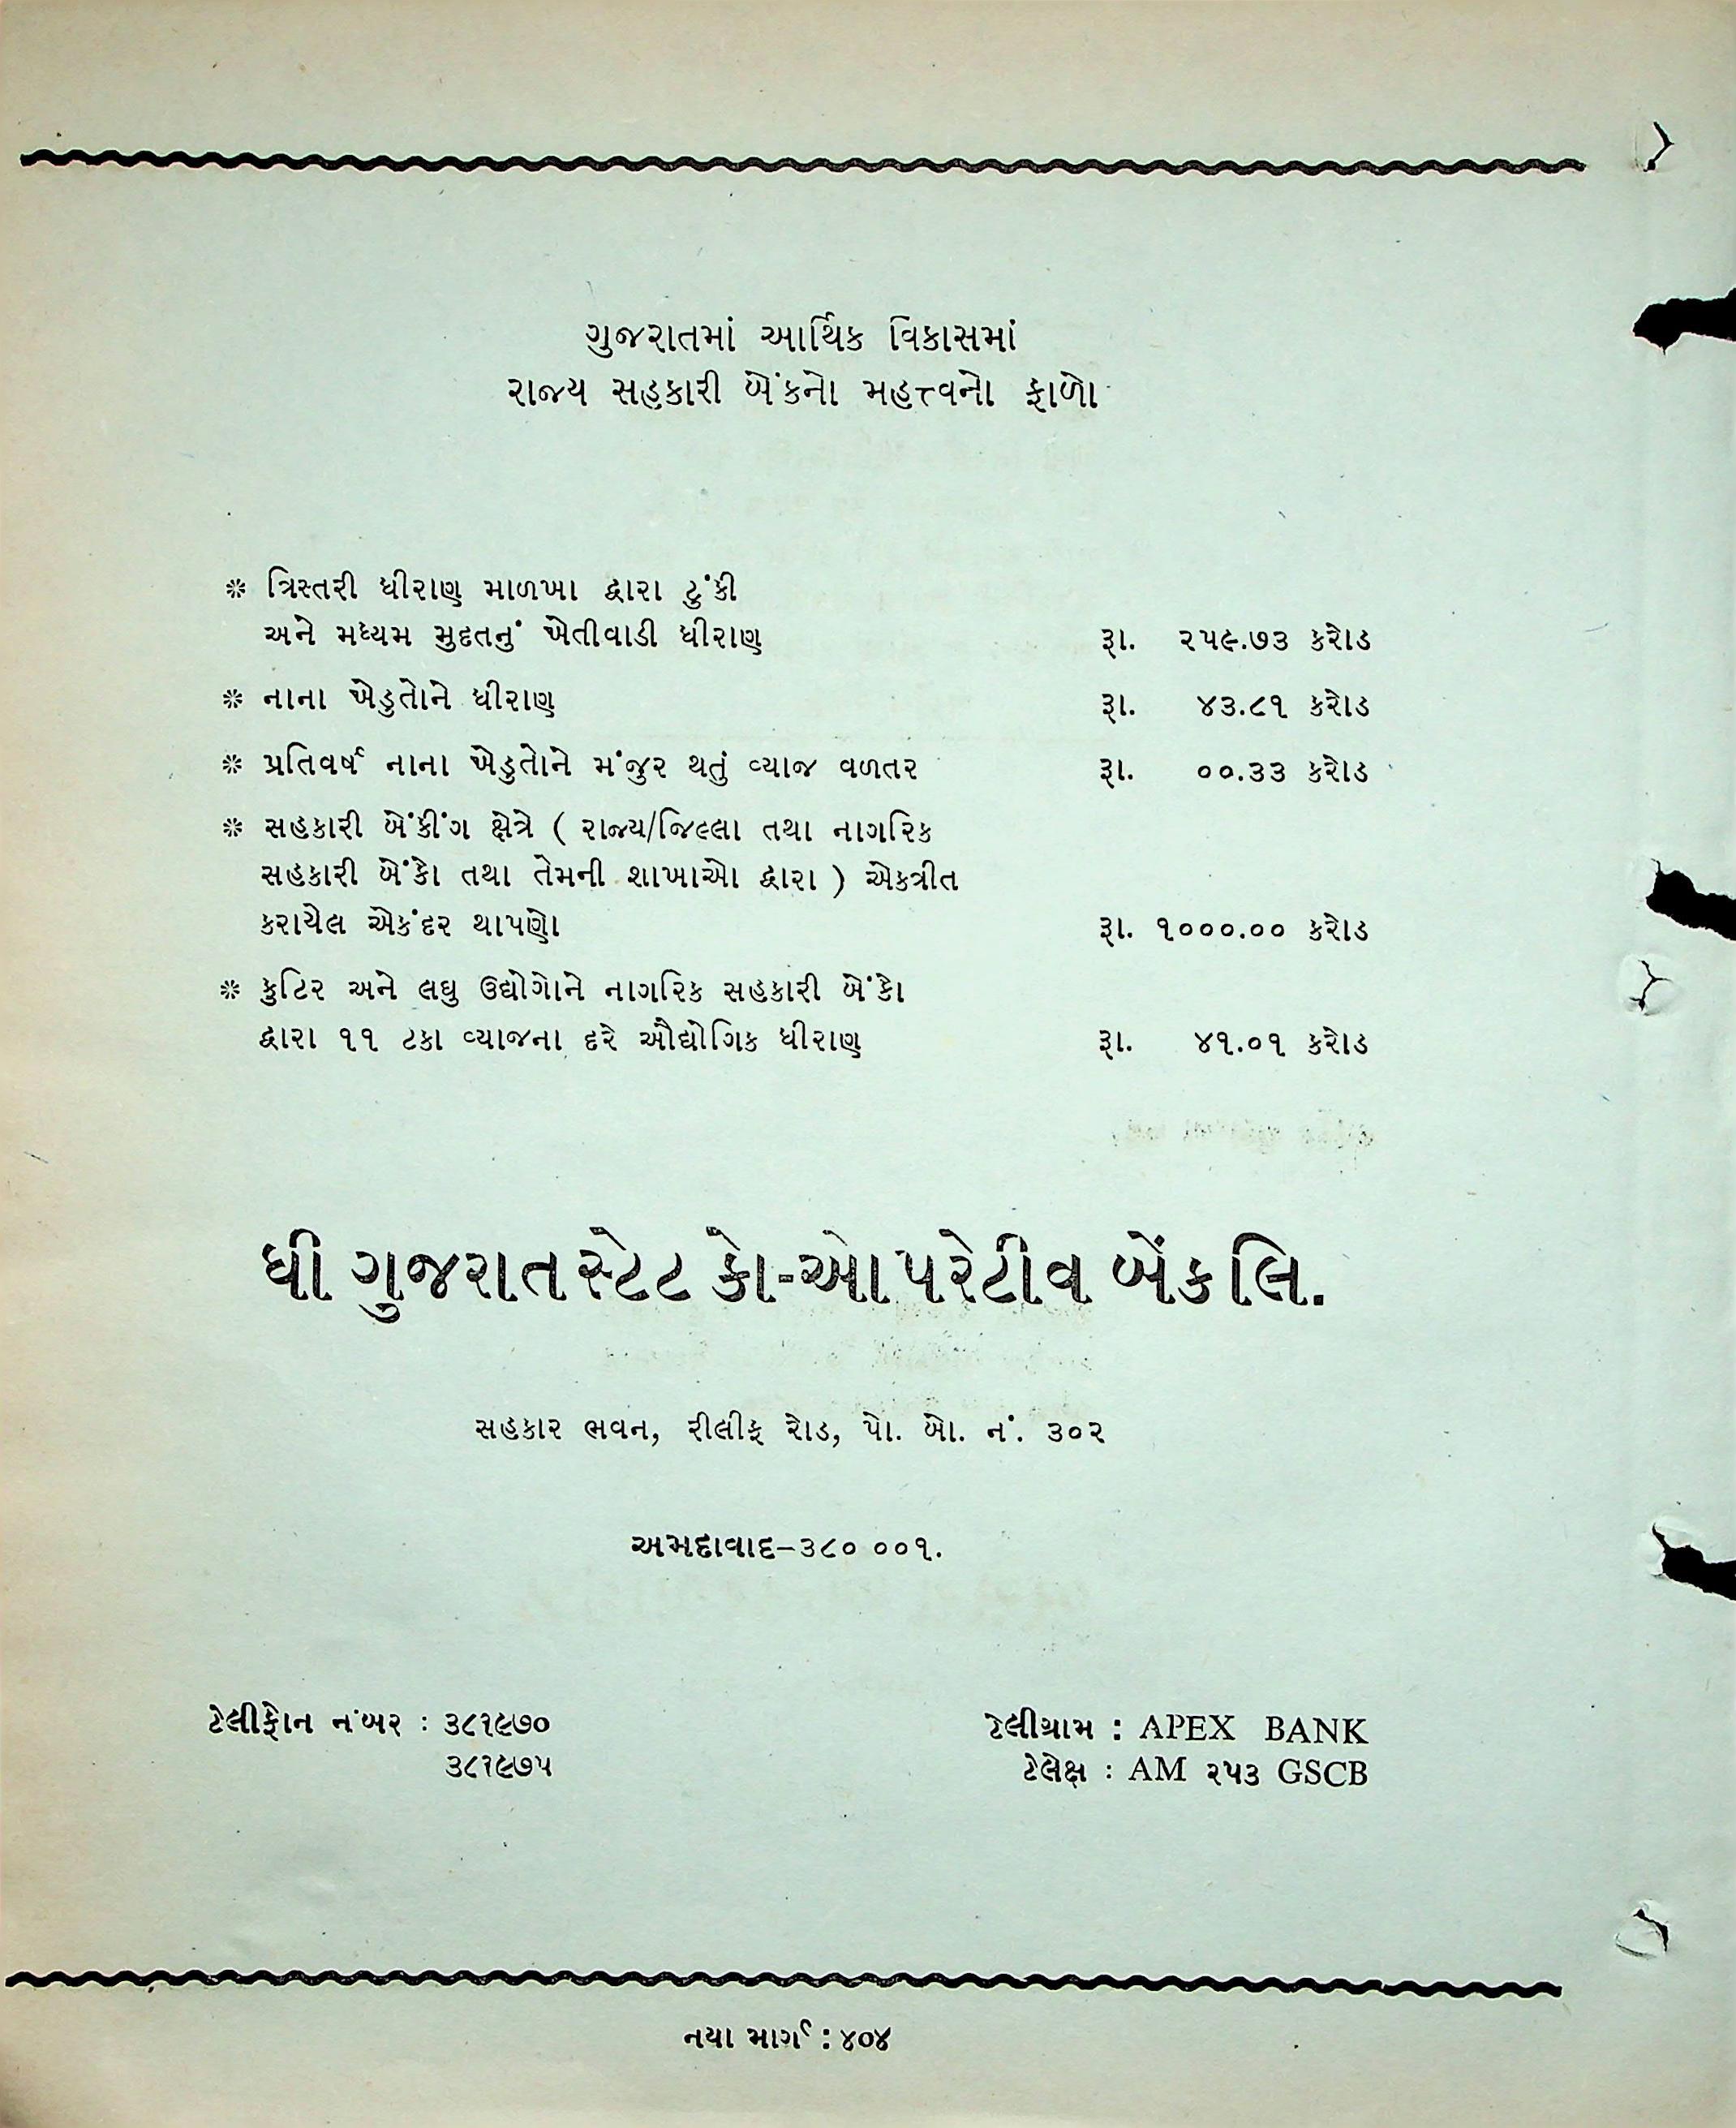 ગુજરાતમાં આર્થિક વિકાસમાં
રાજ્ય સહકારી બેંકનો મહત્ત્વનો ફાળો
* ત્રિસ્તરી ધીરાણ માળખા દ્વારા ટુંકી
અને મધ્યમ મુદતનું ખેતીવાડી ધીરાણ રૂા. ૨૫૯.૭૩ કરોડ
* નાના ખેડુતોને ધીરાણ રૂા. ૪૩.૮૧ કરોડ
* પ્રતિવર્ષ નાના ખેડુતોને મંજુર થતું વ્યાજ વળતર રૂા. ૦૦.૩૩ કરોડ
* સહકારી બેંકીંગ ક્ષેત્રે ( રાજ્ય/જિલ્લા તથા નાગરિક
સહકારી બેંકો તથા તેમની શાખાઓ દ્વારા ) એકત્રીત
કરાયેલ એકંદર થાપણો રૂા. ૧૦૦૦.૦૦ કરોડ
* કુટિર અને લઘુ ઉદ્યોગોને નાગરિક સહકારી બેંકો
દ્વારા ૧૧ ટકા વ્યાજના દરે ઔદ્યોગિક ધીરાણ રૂા. ૪૧.૦૧ કરોડ
ધી ગુજરાત સ્ટેટ કો-ઓપરેટીવ બેંક લિ.
સહકાર ભવન, રીલીફ રોડ, પો. બો. નં. ૩૦૨
અમદાવાદ–૩૮૦ ૦૦૧.
ટેલીફોન નંબર : ૩૮૧૯૭૦
૩૮૧૯૭૫
ટેલીગ્રામ : APEX BANK
ટેલેક્ષ : AM ૨૫૩ GSCB
નયા માર્ગ : ૪૦૪